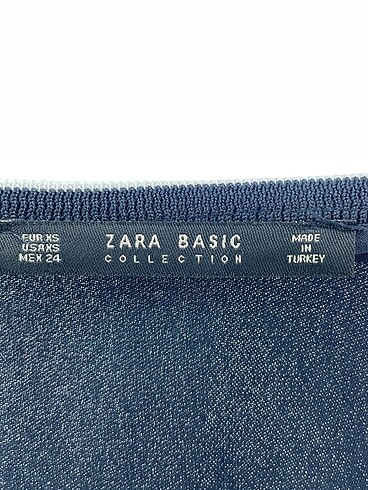 EUR XS
USA XS
MEX 24
ZARA BASIC
COLLECTION
MADE
IN
TURKEY